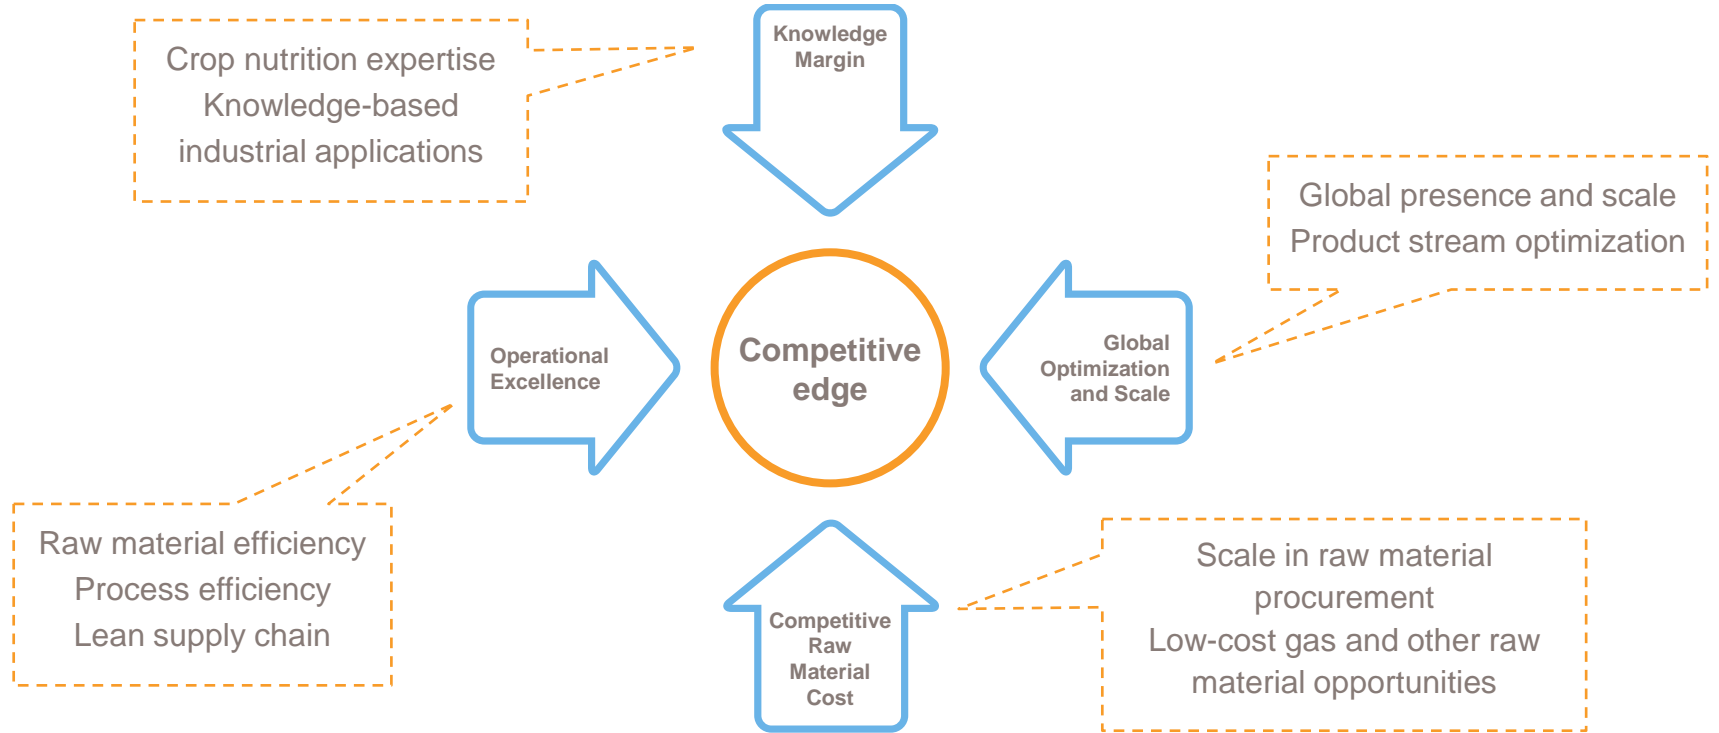 Knowledge
Margin
Crop nutrition expertise
Knowledge-based
industrial applications
Global presence and scale
Product stream optimization
Operational
Excellence
Competitive
edge
Global
Optimization
and Scale
Raw material efficiency
Process efficiency
Lean supply chain
Competitive
Raw
Material
Cost
Scale in raw material
procurement
Low-cost gas and other raw
material opportunities